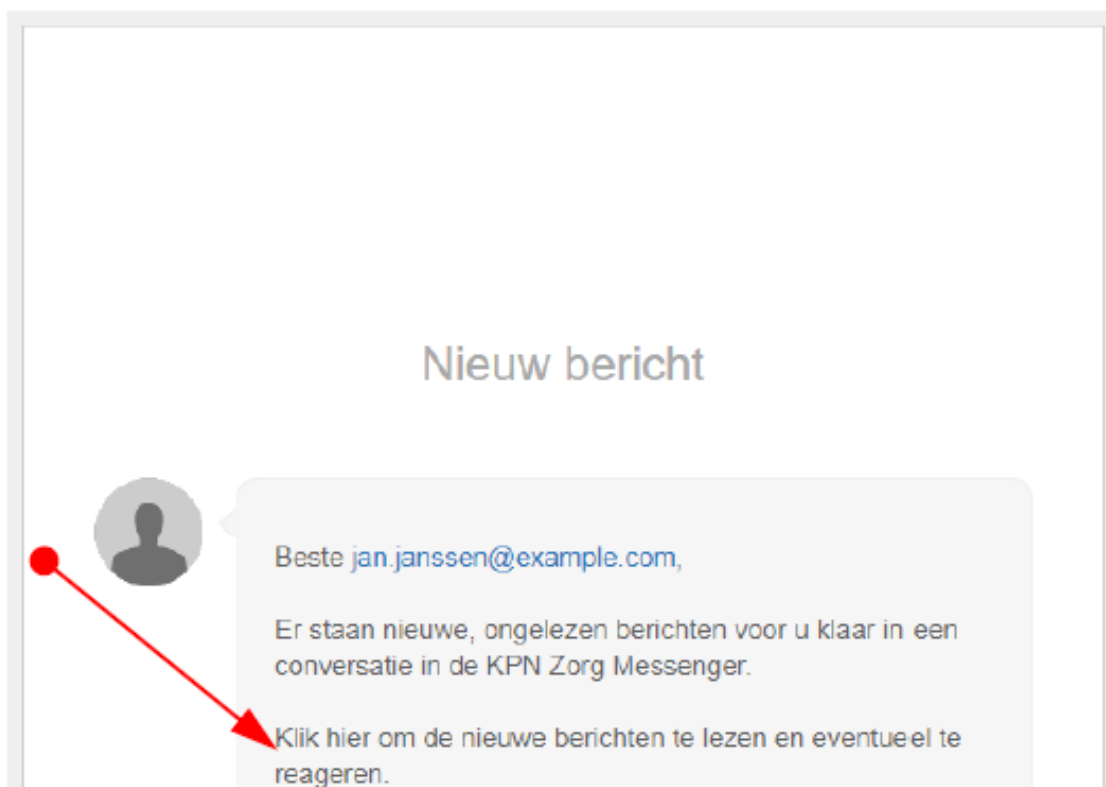 Nieuw bericht
Beste jan.janssen@example.com,
Er staan nieuwe, ongelezen berichten voor u klaar in een
conversatie in de KPN Zorg Messenger.
Klik hier om de nieuwe berichten te lezen en eventueel te
reageren.